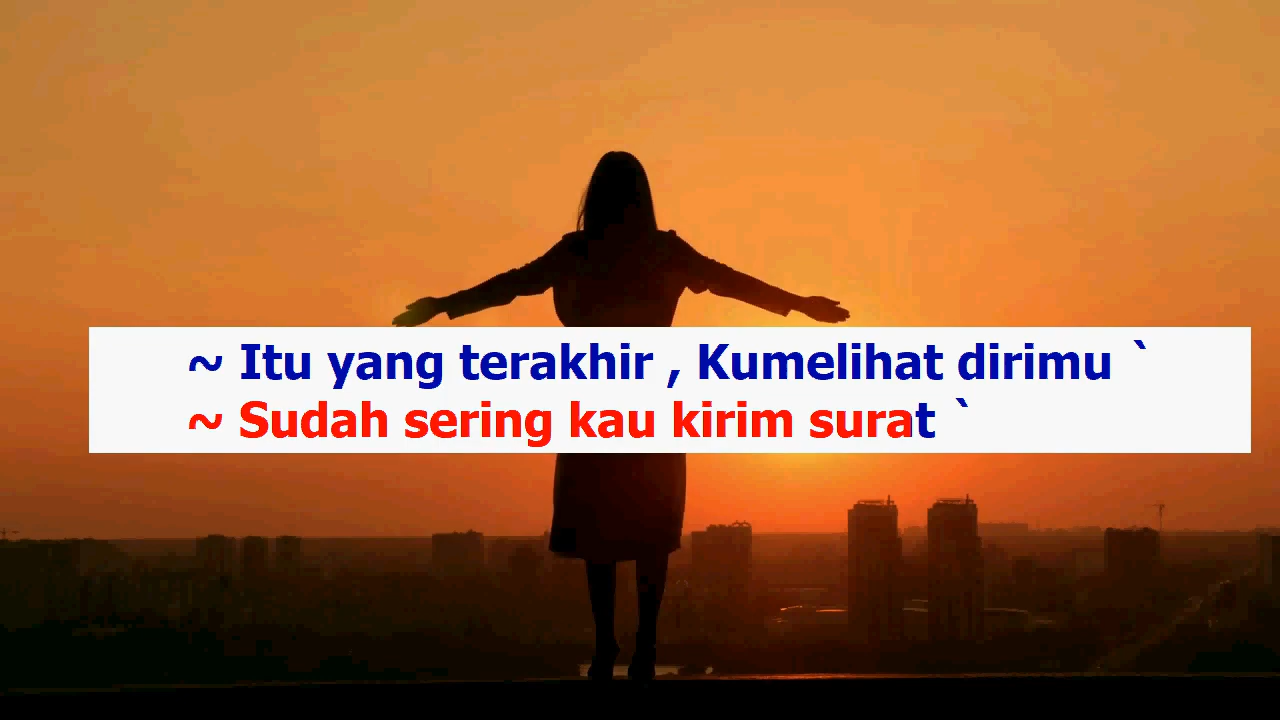 ~ Itu yang terakhir , Kumelihat dirimu `
~ Sudah sering kau kirim surat `